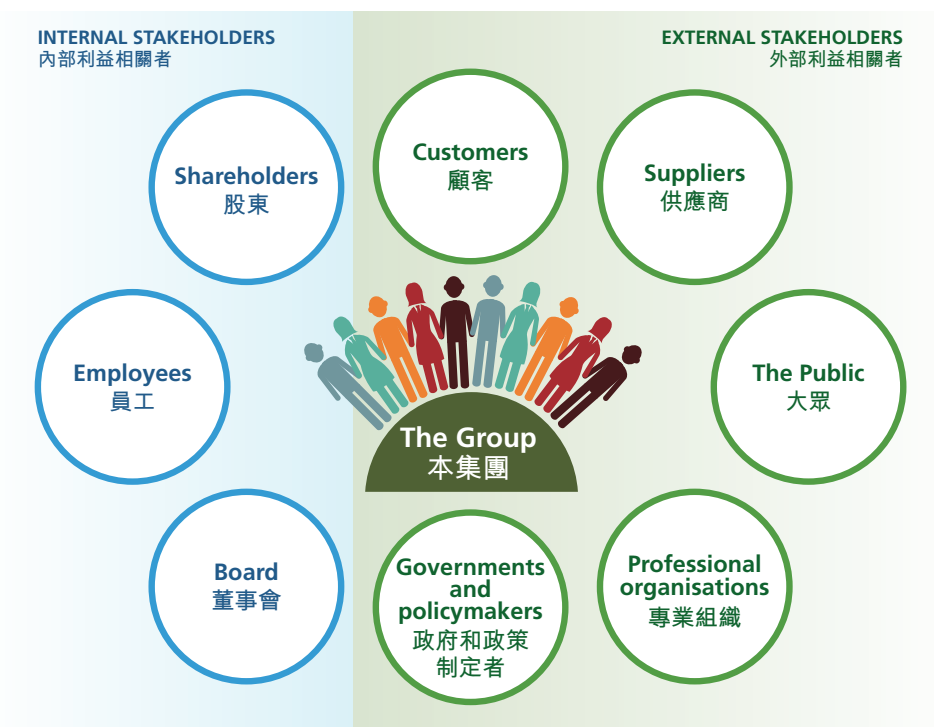 INTERNAL STAKEHOLDERS
內部利益相關者
EXTERNAL STAKEHOLDERS
外部利益相關者
Shareholders
股東
Customers
顧客
Suppliers
供應商
Employees
員工
The Group
本集團
The Public
大眾
Board
董事會
Governments
and
policymakers
政府和政策
制定者
Professional
organisations
專業組織